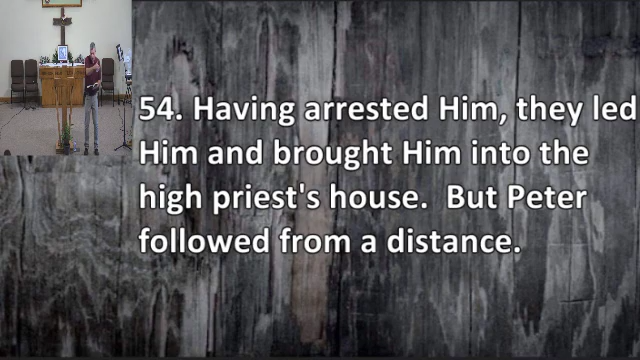 54. Having arrested Him, they led
Him and brought Him into the
high priest's house.  But Peter
followed from a distance.